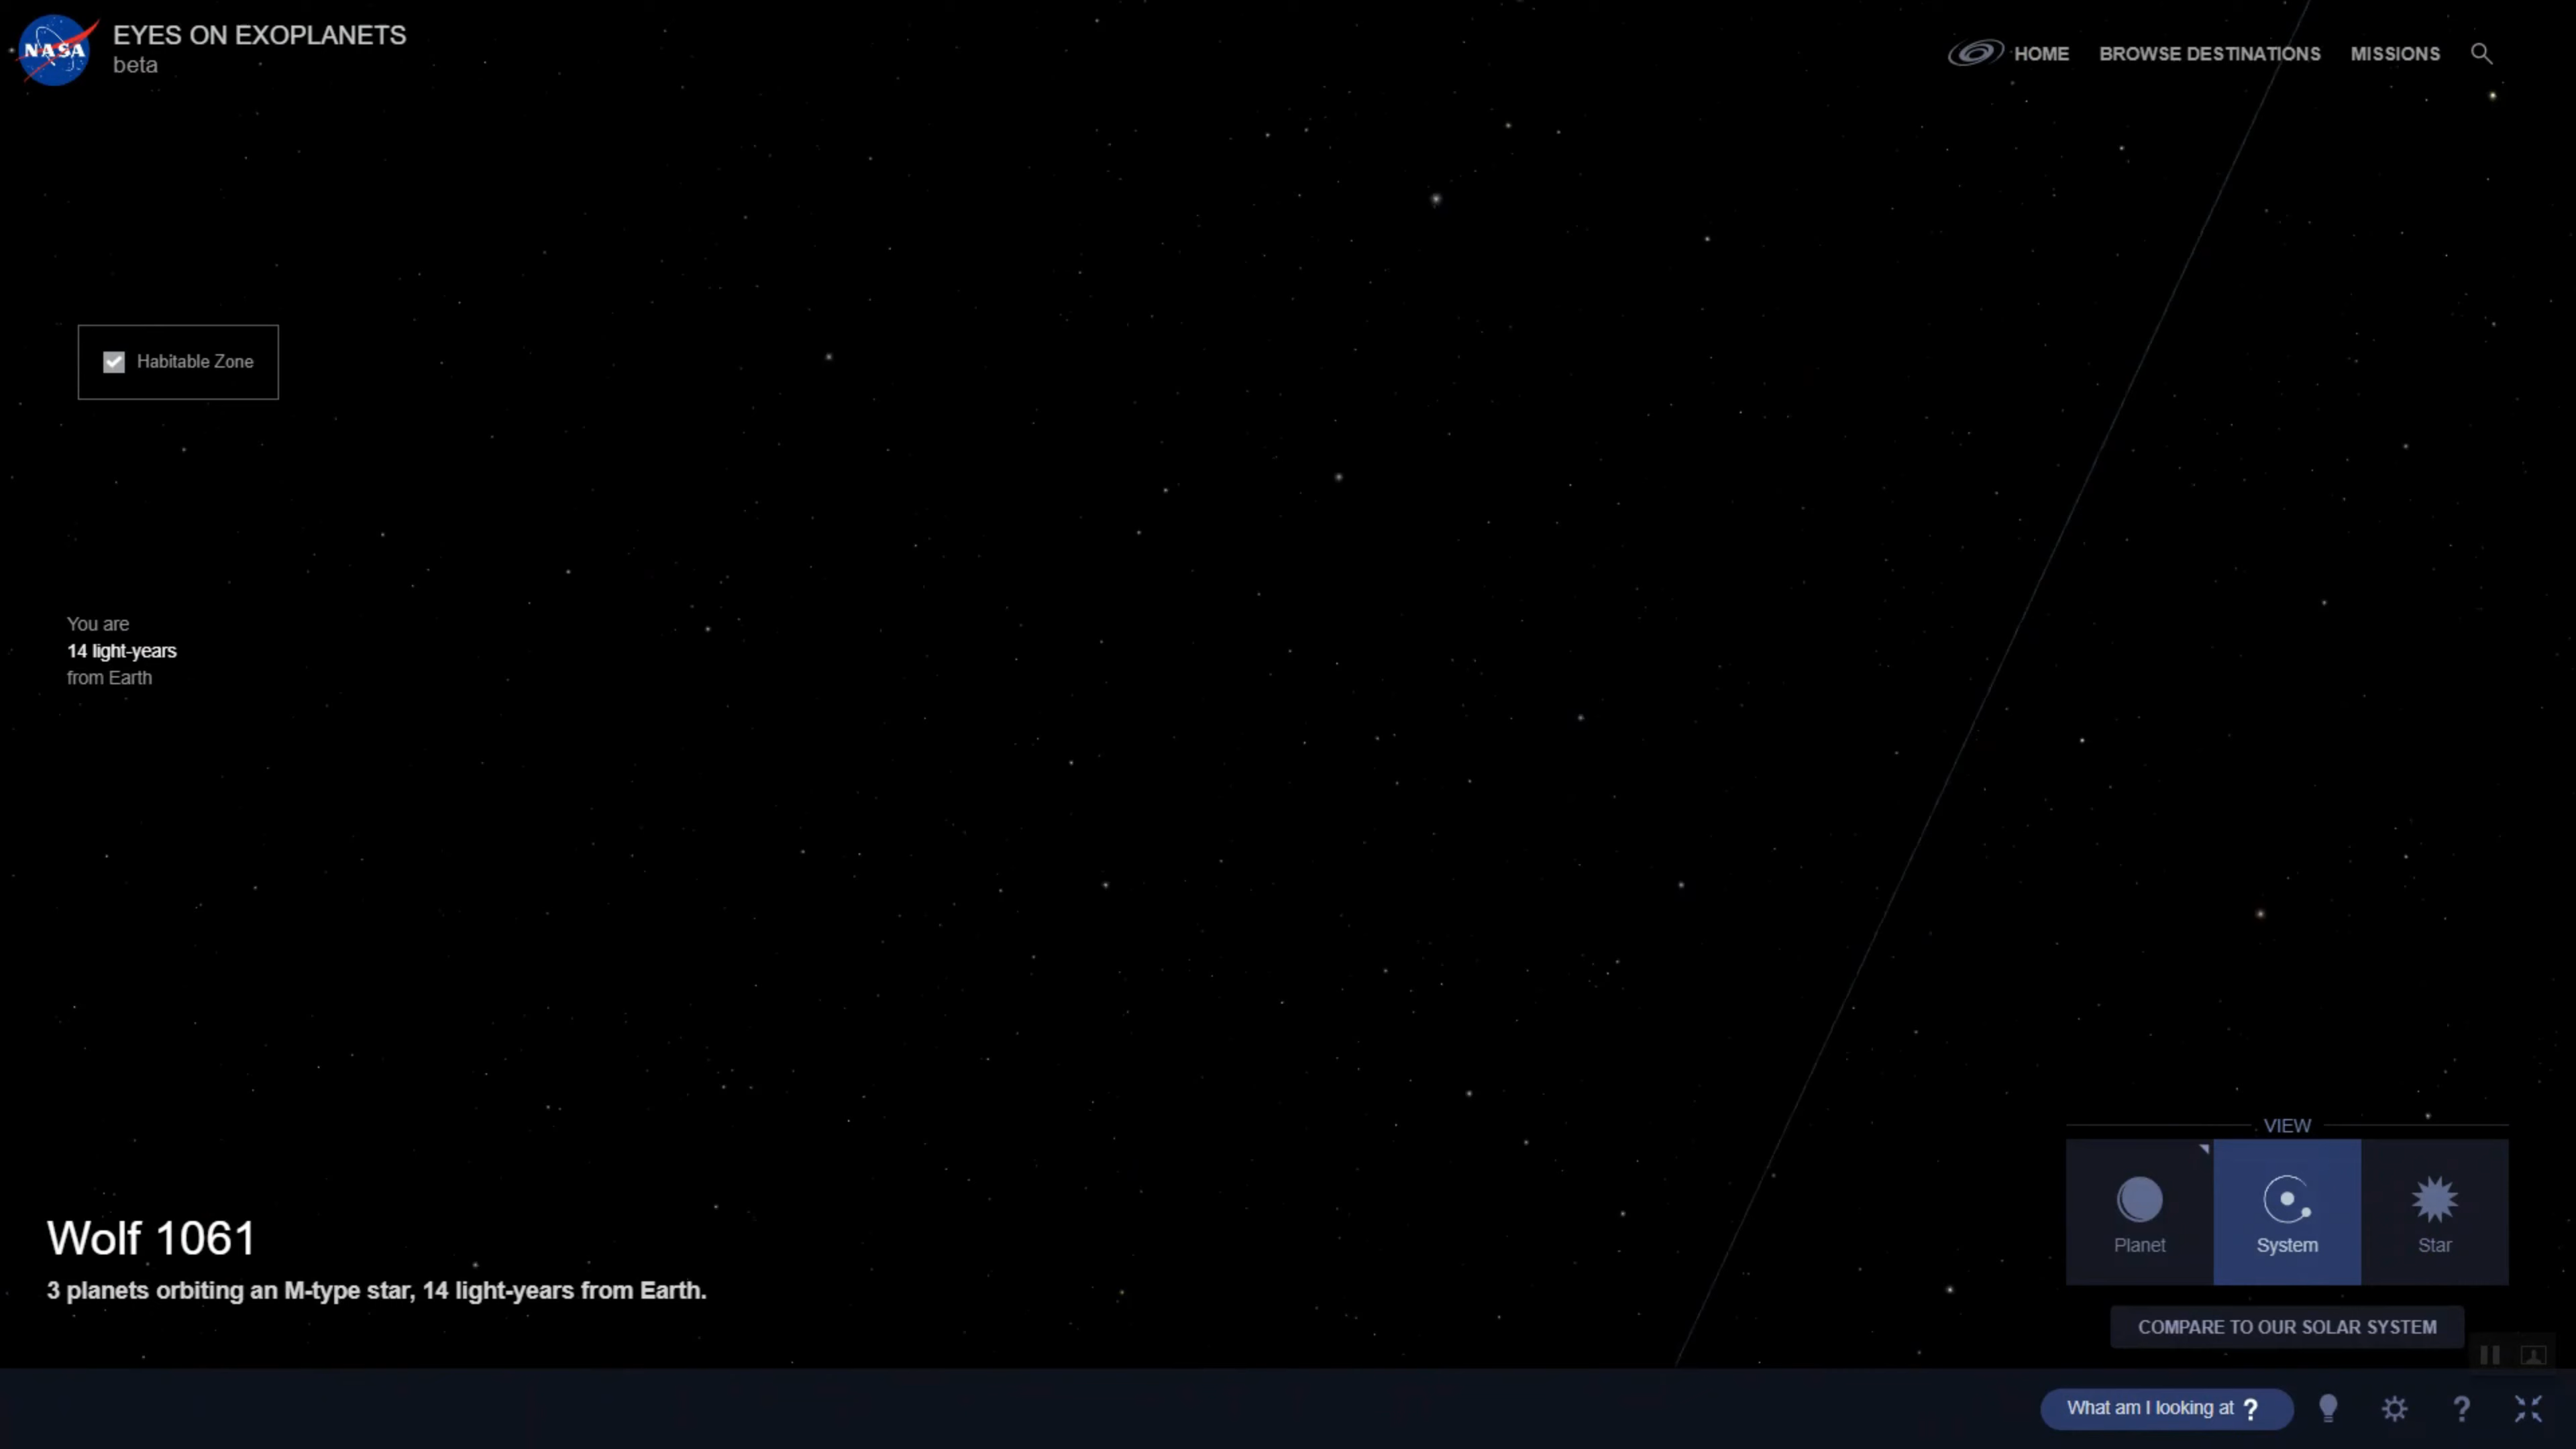 NASA
EYES ON EXOPLANETS
beta
HOME
BROWSE DESTINATIONS
MISSIONS
Habitable Zone
You are
14 light-years
from Earth
VIEW
Planet
System
Star
Wolf 1061
3 planets orbiting an M-type star, 14 light-years from Earth.
COMPARE TO OUR SOLAR SYSTEM
What am I looking at ?
?